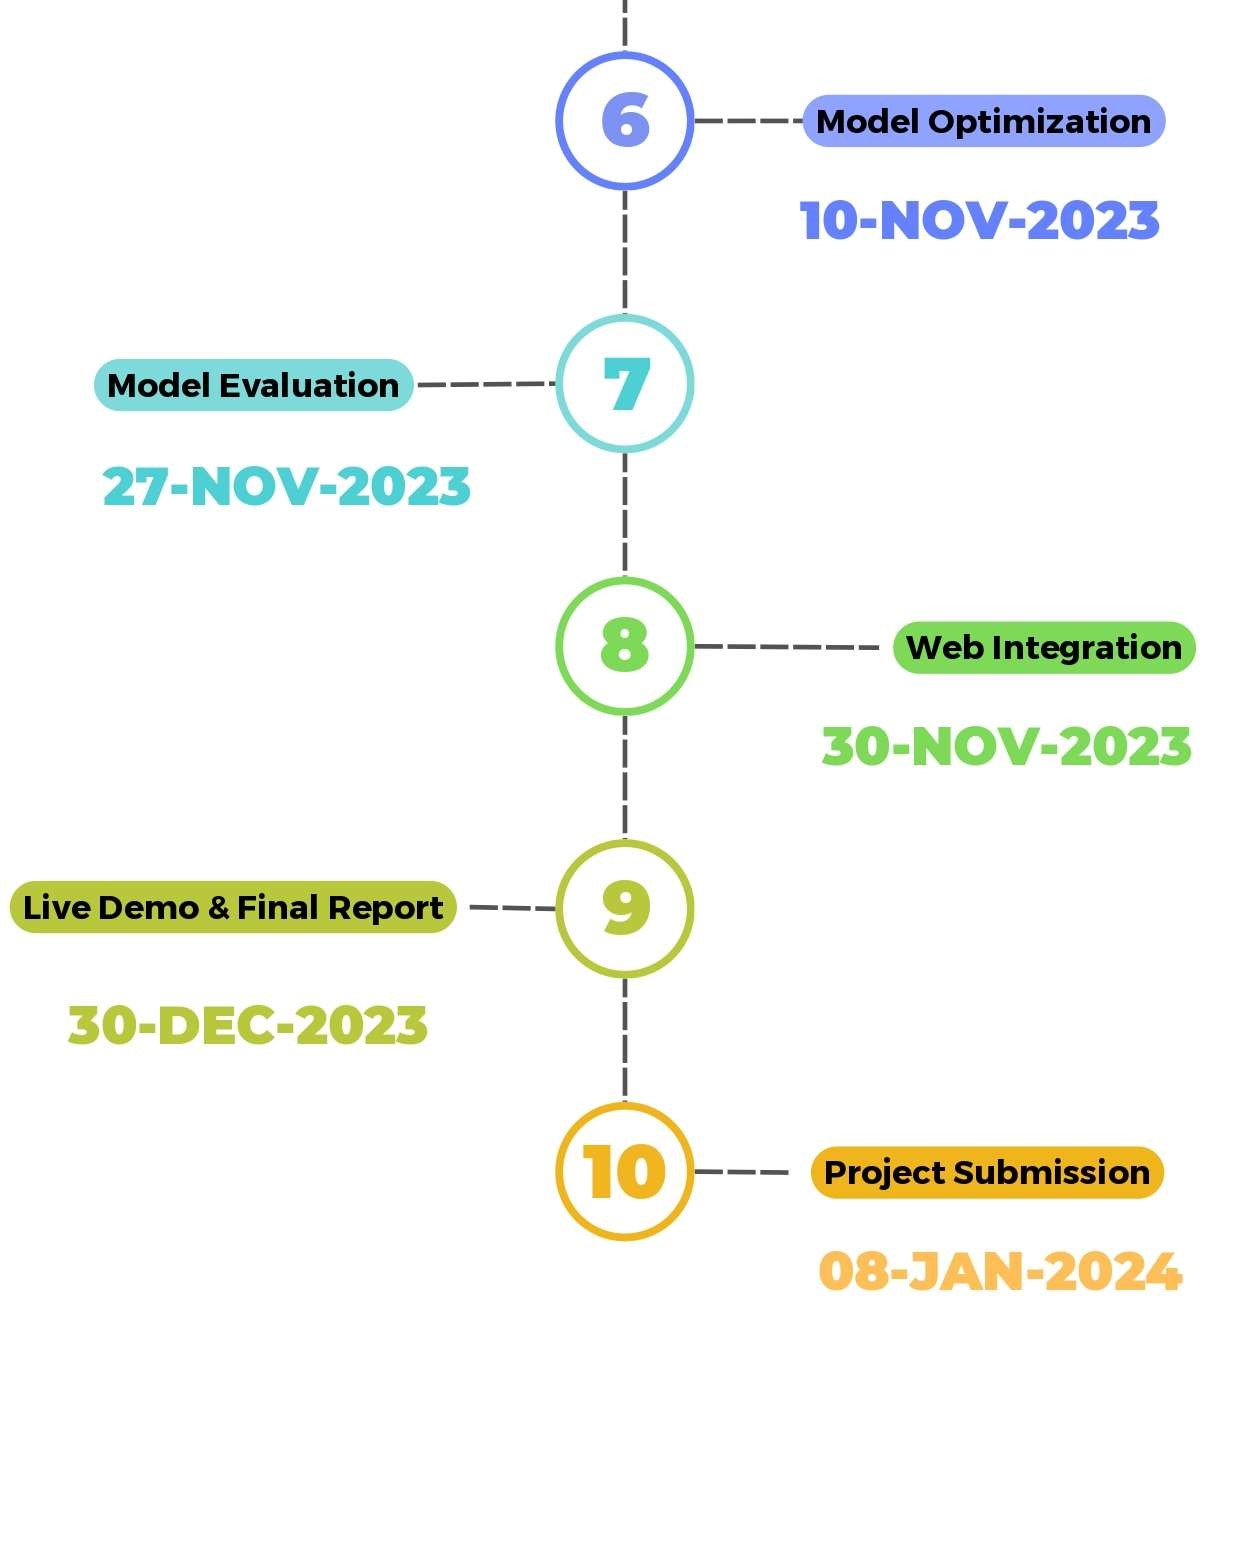 6
Model Optimization
10-NOV-2023
7
Model Evaluation
27-NOV-2023
8
Web Integration
30-NOV-2023
9
Live Demo & Final Report
30-DEC-2023
10
Project Submission
08-JAN-2024